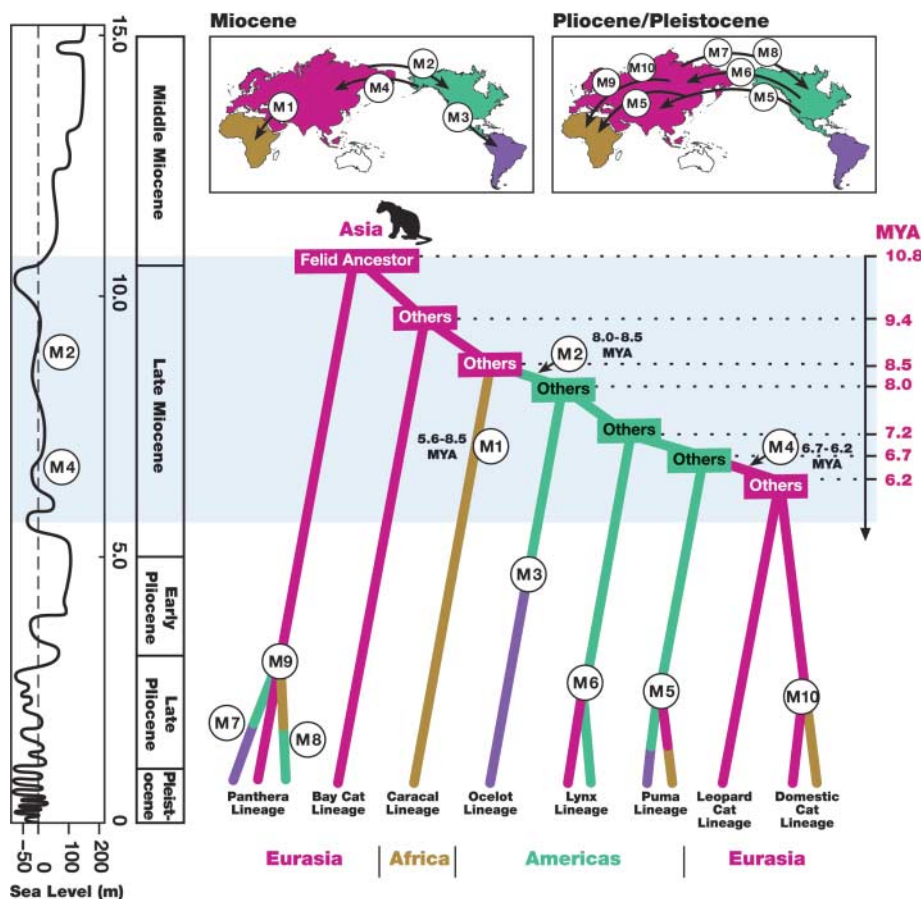 Miocene
M1
M2
M4
M3
Pliocene/Pleistocene
M9
M10
M7
M8
M6
M5
M5
15.0
10.0
5.0
0
Middle Miocene
Late Miocene
Early
Pliocene
Late
Pliocene
Pleist-
ocene
M2
M4
−50
0
100
200
Sea Level (m)
Asia
MYA
Felid Ancestor
10.8
Others
9.4
8.0-8.5
MYA
M2
Others
8.5
Others
8.0
5.6-8.5
MYA
M1
Others
7.2
Others
M4
6.7-6.2
MYA
6.7
Others
6.2
M3
M9
M7
M8
M6
M5
M10
Panthera
Lineage
Bay Cat
Lineage
Caracal
Lineage
Ocelot
Lineage
Lynx
Lineage
Puma
Lineage
Leopard
Cat
Lineage
Domestic
Cat
Lineage
Eurasia
Africa
Americas
Eurasia